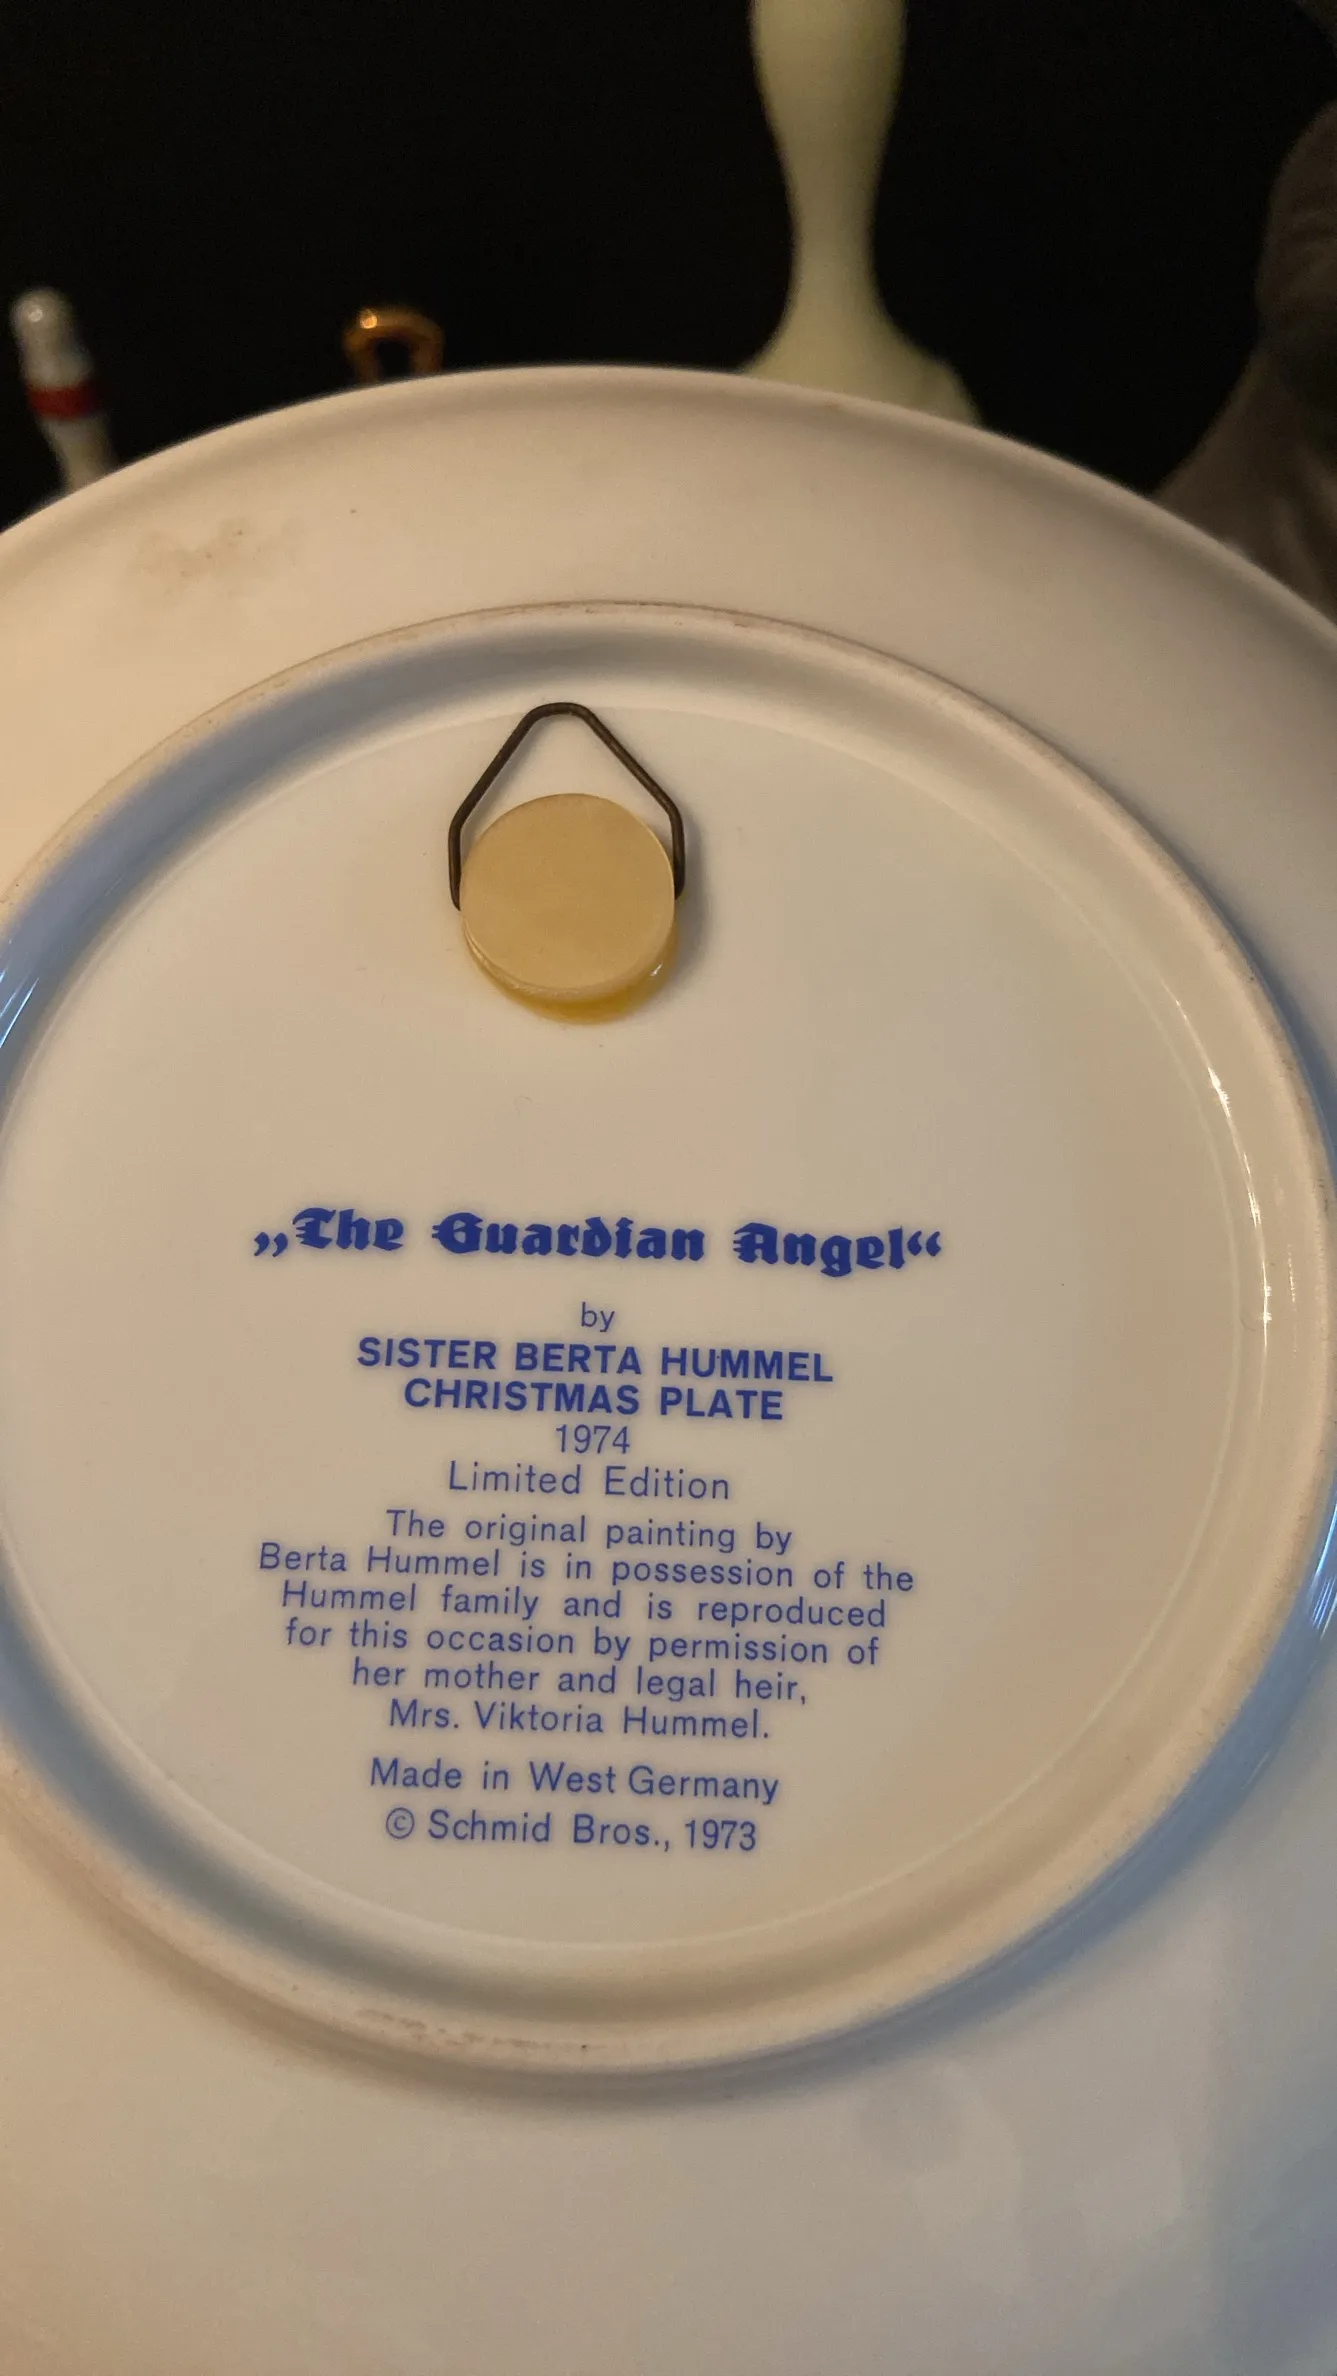 „The Guardian Angel“
by
SISTER BERTA HUMMEL
CHRISTMAS PLATE
1974
Limited Edition
The original painting by
Berta Hummel is in possession of the
Hummel family and is reproduced
for this occasion by permission of
her mother and legal heir,
Mrs. Viktoria Hummel.
Made in West Germany
© Schmid Bros., 1973